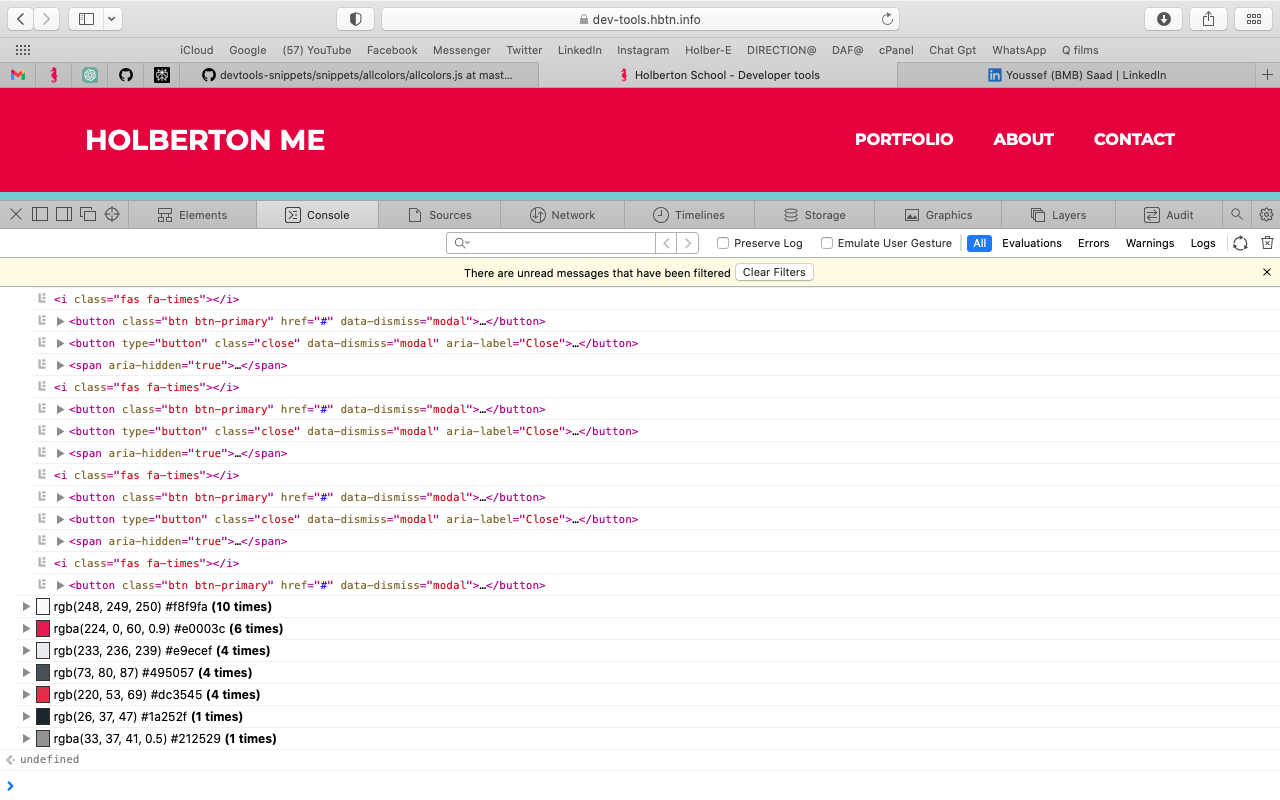 dev-tools.hbtn.info
iCloud Google (57) YouTube Facebook Messenger Twitter LinkedIn Instagram Holber-E DIRECTION@ DAF@ cPanel Chat Gpt WhatsApp Q films
devtools-snippets/snippets/allcolors/allcolors.js at mast... Holberton School - Developer tools Youssef (BMB) Saad | LinkedIn
HOLBERTON ME PORTFOLIO ABOUT CONTACT
Elements Console Sources Network Timelines Storage Graphics Layers Audit
Preserve Log Emulate User Gesture All Evaluations Errors Warnings Logs
There are unread messages that have been filtered Clear Filters
<i class="fas fa-times"></i>
<button class="btn btn-primary" href="#" data-dismiss="modal">…</button>
<button type="button" class="close" data-dismiss="modal" aria-label="Close">…</button>
<span aria-hidden="true">…</span>
<i class="fas fa-times"></i>
<button class="btn btn-primary" href="#" data-dismiss="modal">…</button>
<button type="button" class="close" data-dismiss="modal" aria-label="Close">…</button>
<span aria-hidden="true">…</span>
<i class="fas fa-times"></i>
<button class="btn btn-primary" href="#" data-dismiss="modal">…</button>
<button type="button" class="close" data-dismiss="modal" aria-label="Close">…</button>
<span aria-hidden="true">…</span>
<i class="fas fa-times"></i>
<button class="btn btn-primary" href="#" data-dismiss="modal">…</button>
rgb(248, 249, 250) #f8f9fa (10 times)
rgba(224, 0, 60, 0.9) #e0003c (6 times)
rgb(233, 236, 239) #e9ecef (4 times)
rgb(73, 80, 87) #495057 (4 times)
rgb(220, 53, 69) #dc3545 (4 times)
rgb(26, 37, 47) #1a252f (1 times)
rgba(33, 37, 41, 0.5) #212529 (1 times)
undefined